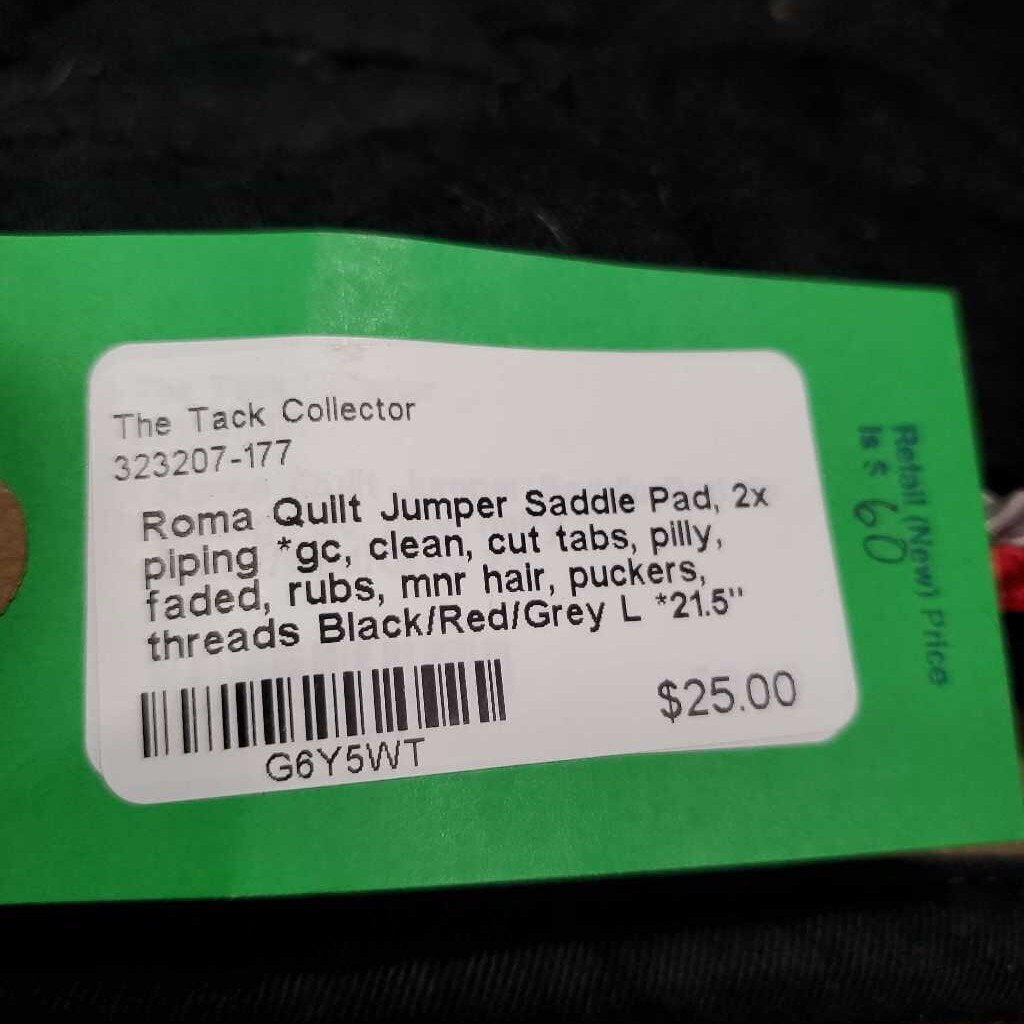 The Tack Collector
323207-177
Roma Quilt Jumper Saddle Pad, 2x
piping *gc, clean, cut tabs, pilly,
faded, rubs, mnr hair, puckers,
threads Black/Red/Grey L *21.5"
$25.00
G6Y5WT
Retail (New) Price
Is $ 60